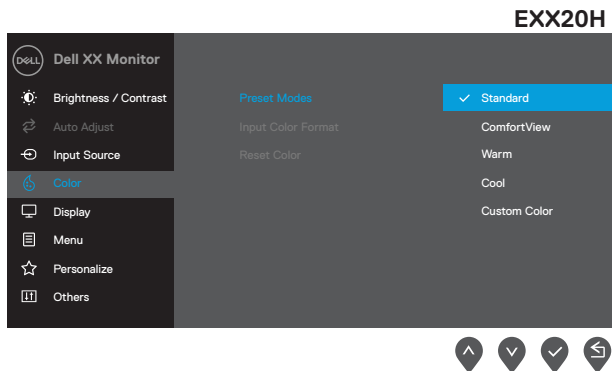 EXX20H
DELL Dell XX Monitor
Brightness / Contrast
Auto Adjust
Input Source
Color
Display
Menu
Personalize
Others
Preset Modes
Input Color Format
Reset Color
Standard
ComfortView
Warm
Cool
Custom Color